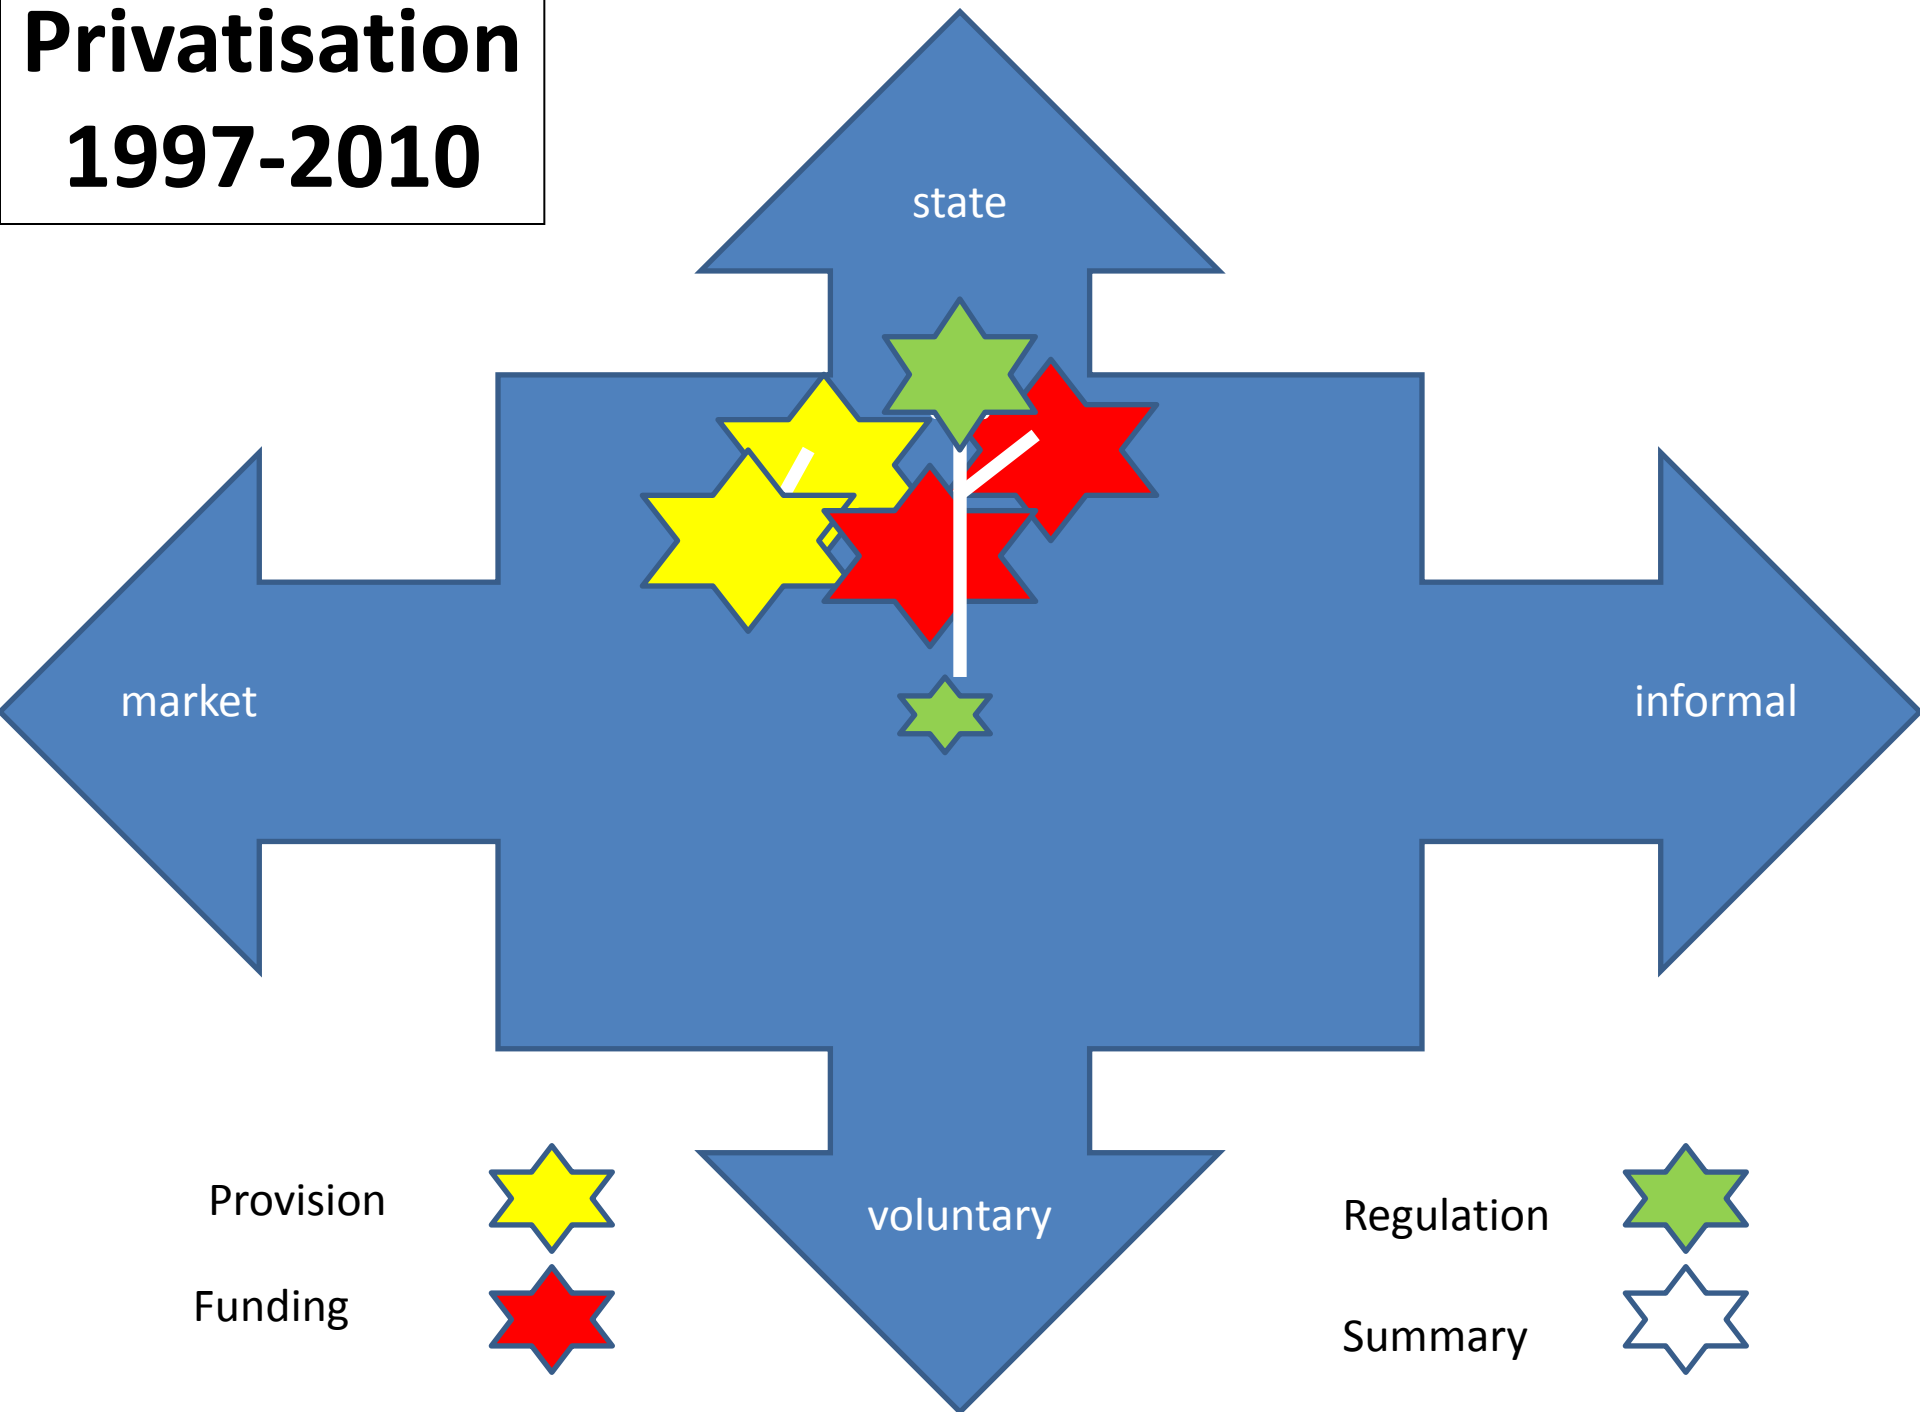 Privatisation
1997-2010
state
market
informal
voluntary
Provision
Funding
Regulation
Summary